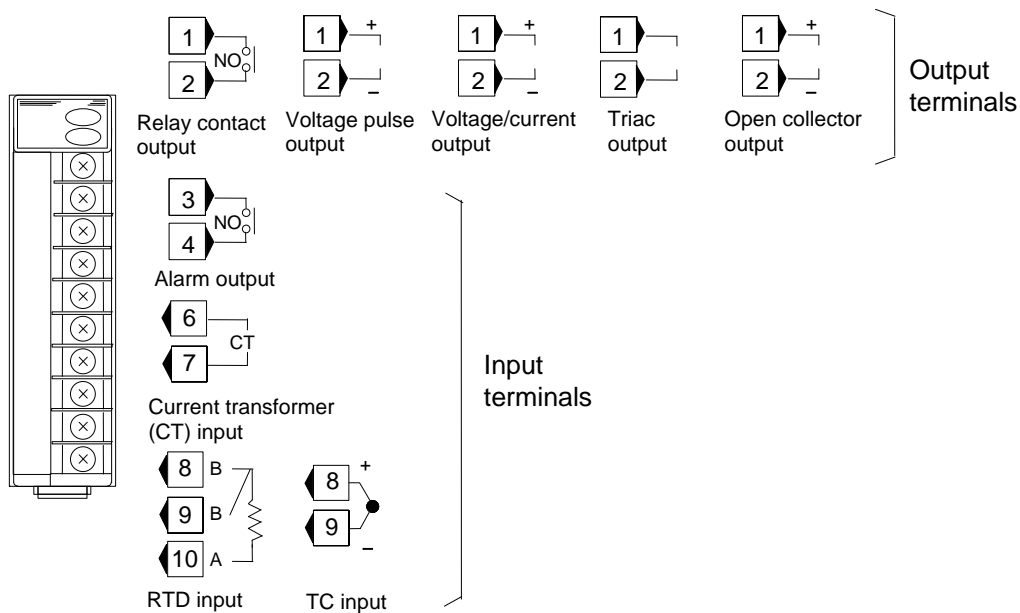 1 + 1 + 1 + 1 1 +
NO
2 2 - 2 - 2 2 -
Relay contact
output
Voltage pulse
output
Voltage/current
output
Triac
output
Open collector
output
Output
terminals
3
NO
4
Alarm output
6
CT
7
Current transformer
(CT) input
8 B
9 B
10 A
RTD input
8 +
9 -
TC input
Input
terminals